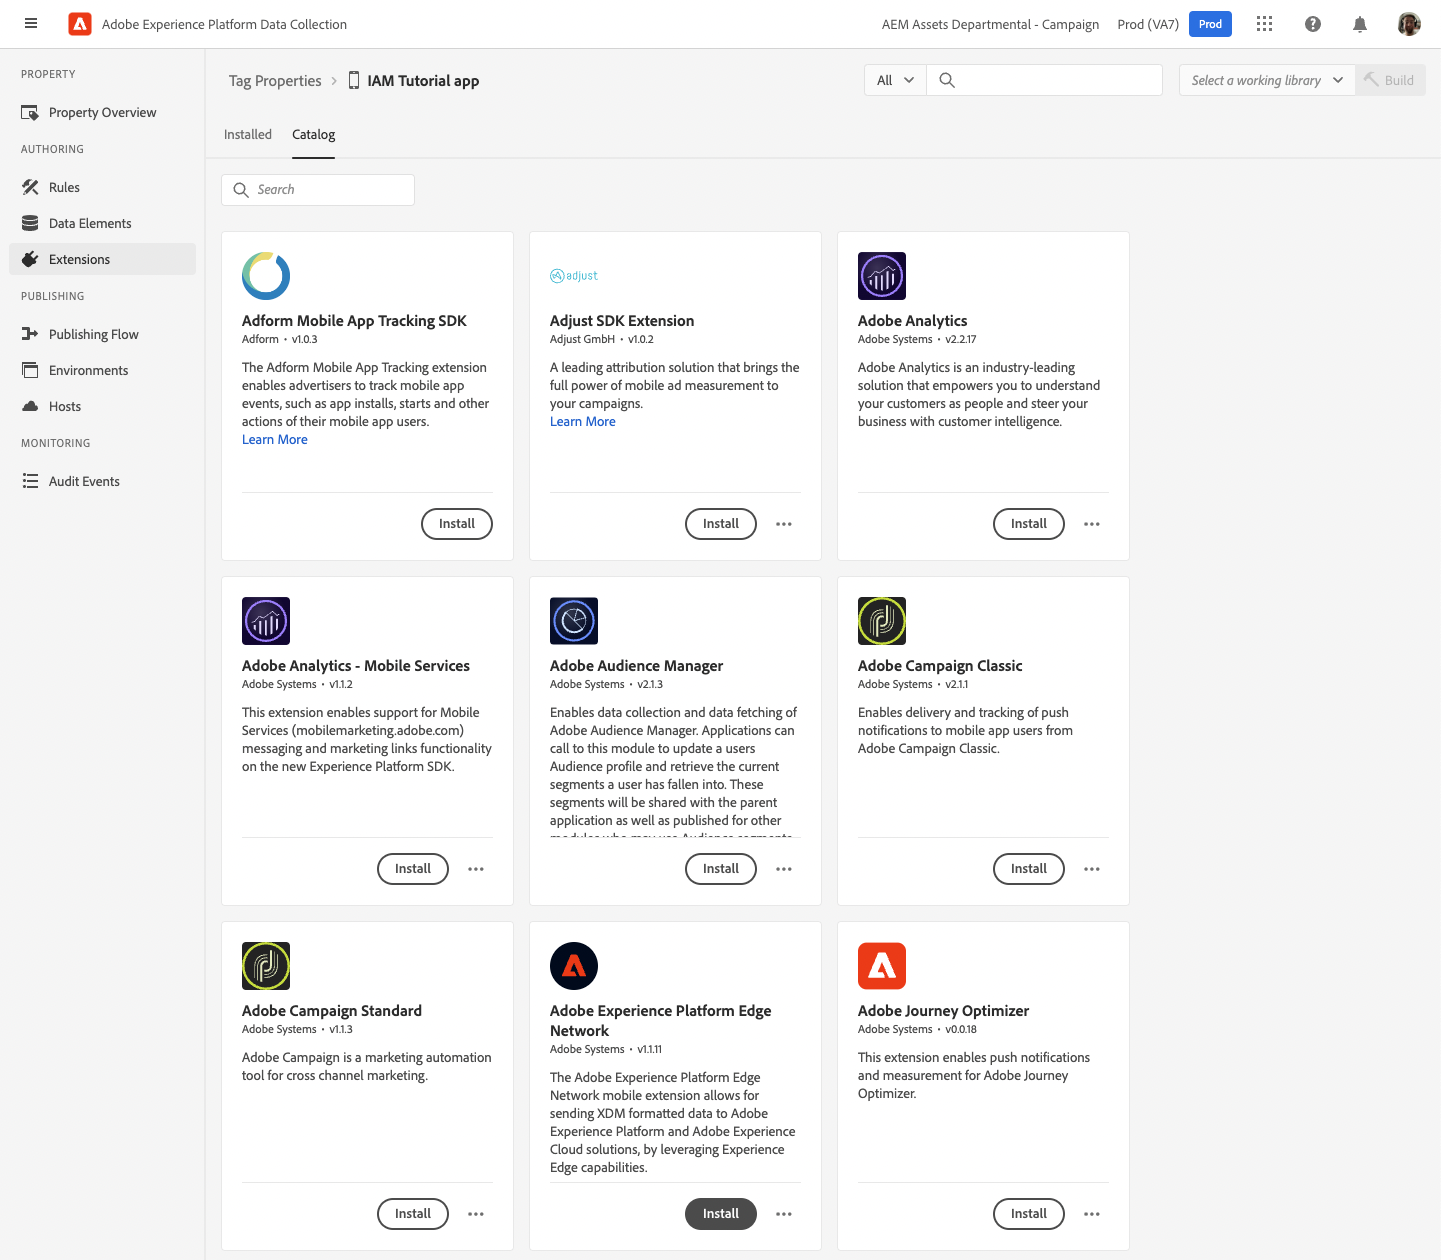 Adobe Experience Platform Data Collection
AEM Assets Departmental - Campaign
Prod (VA7)
Prod
PROPERTY
Property Overview
AUTHORING
Rules
Data Elements
Extensions
PUBLISHING
Publishing Flow
Environments
Hosts
MONITORING
Audit Events
Tag Properties
IAM Tutorial app
All
Select a working library
Build
Installed
Catalog
Search
Adform Mobile App Tracking SDK
Adform • v1.0.3
The Adform Mobile App Tracking extension
enables advertisers to track mobile app
events, such as app installs, starts and other
actions of their mobile app users.
Learn More
Install
adjust
Adjust SDK Extension
Adjust GmbH • v1.0.2
A leading attribution solution that brings the
full power of mobile ad measurement to
your campaigns.
Learn More
Install
Adobe Analytics
Adobe Systems • v2.2.17
Adobe Analytics is an industry-leading
solution that empowers you to understand
your customers as people and steer your
business with customer intelligence.
Install
Adobe Analytics - Mobile Services
Adobe Systems • v1.1.2
This extension enables support for Mobile
Services (mobilemarketing.adobe.com)
messaging and marketing links functionality
on the new Experience Platform SDK.
Install
Adobe Audience Manager
Adobe Systems • v2.1.3
Enables data collection and data fetching of
Adobe Audience Manager. Applications can
call to this module to update a users
Audience profile and retrieve the current
segments a user has fallen into. These
segments will be shared with the parent
application as well as published for other
modules who may use Audience segments
Install
Adobe Campaign Classic
Adobe Systems • v2.1.1
Enables delivery and tracking of push
notifications to mobile app users from
Adobe Campaign Classic.
Install
Adobe Campaign Standard
Adobe Systems • v1.1.3
Adobe Campaign is a marketing automation
tool for cross channel marketing.
Install
Adobe Experience Platform Edge
Network
Adobe Systems • v1.1.11
The Adobe Experience Platform Edge
Network mobile extension allows for
sending XDM formatted data to Adobe
Experience Platform and Adobe Experience
Cloud solutions, by leveraging Experience
Edge capabilities.
Install
Adobe Journey Optimizer
Adobe Systems • v0.0.18
This extension enables push notifications
and measurement for Adobe Journey
Optimizer.
Install